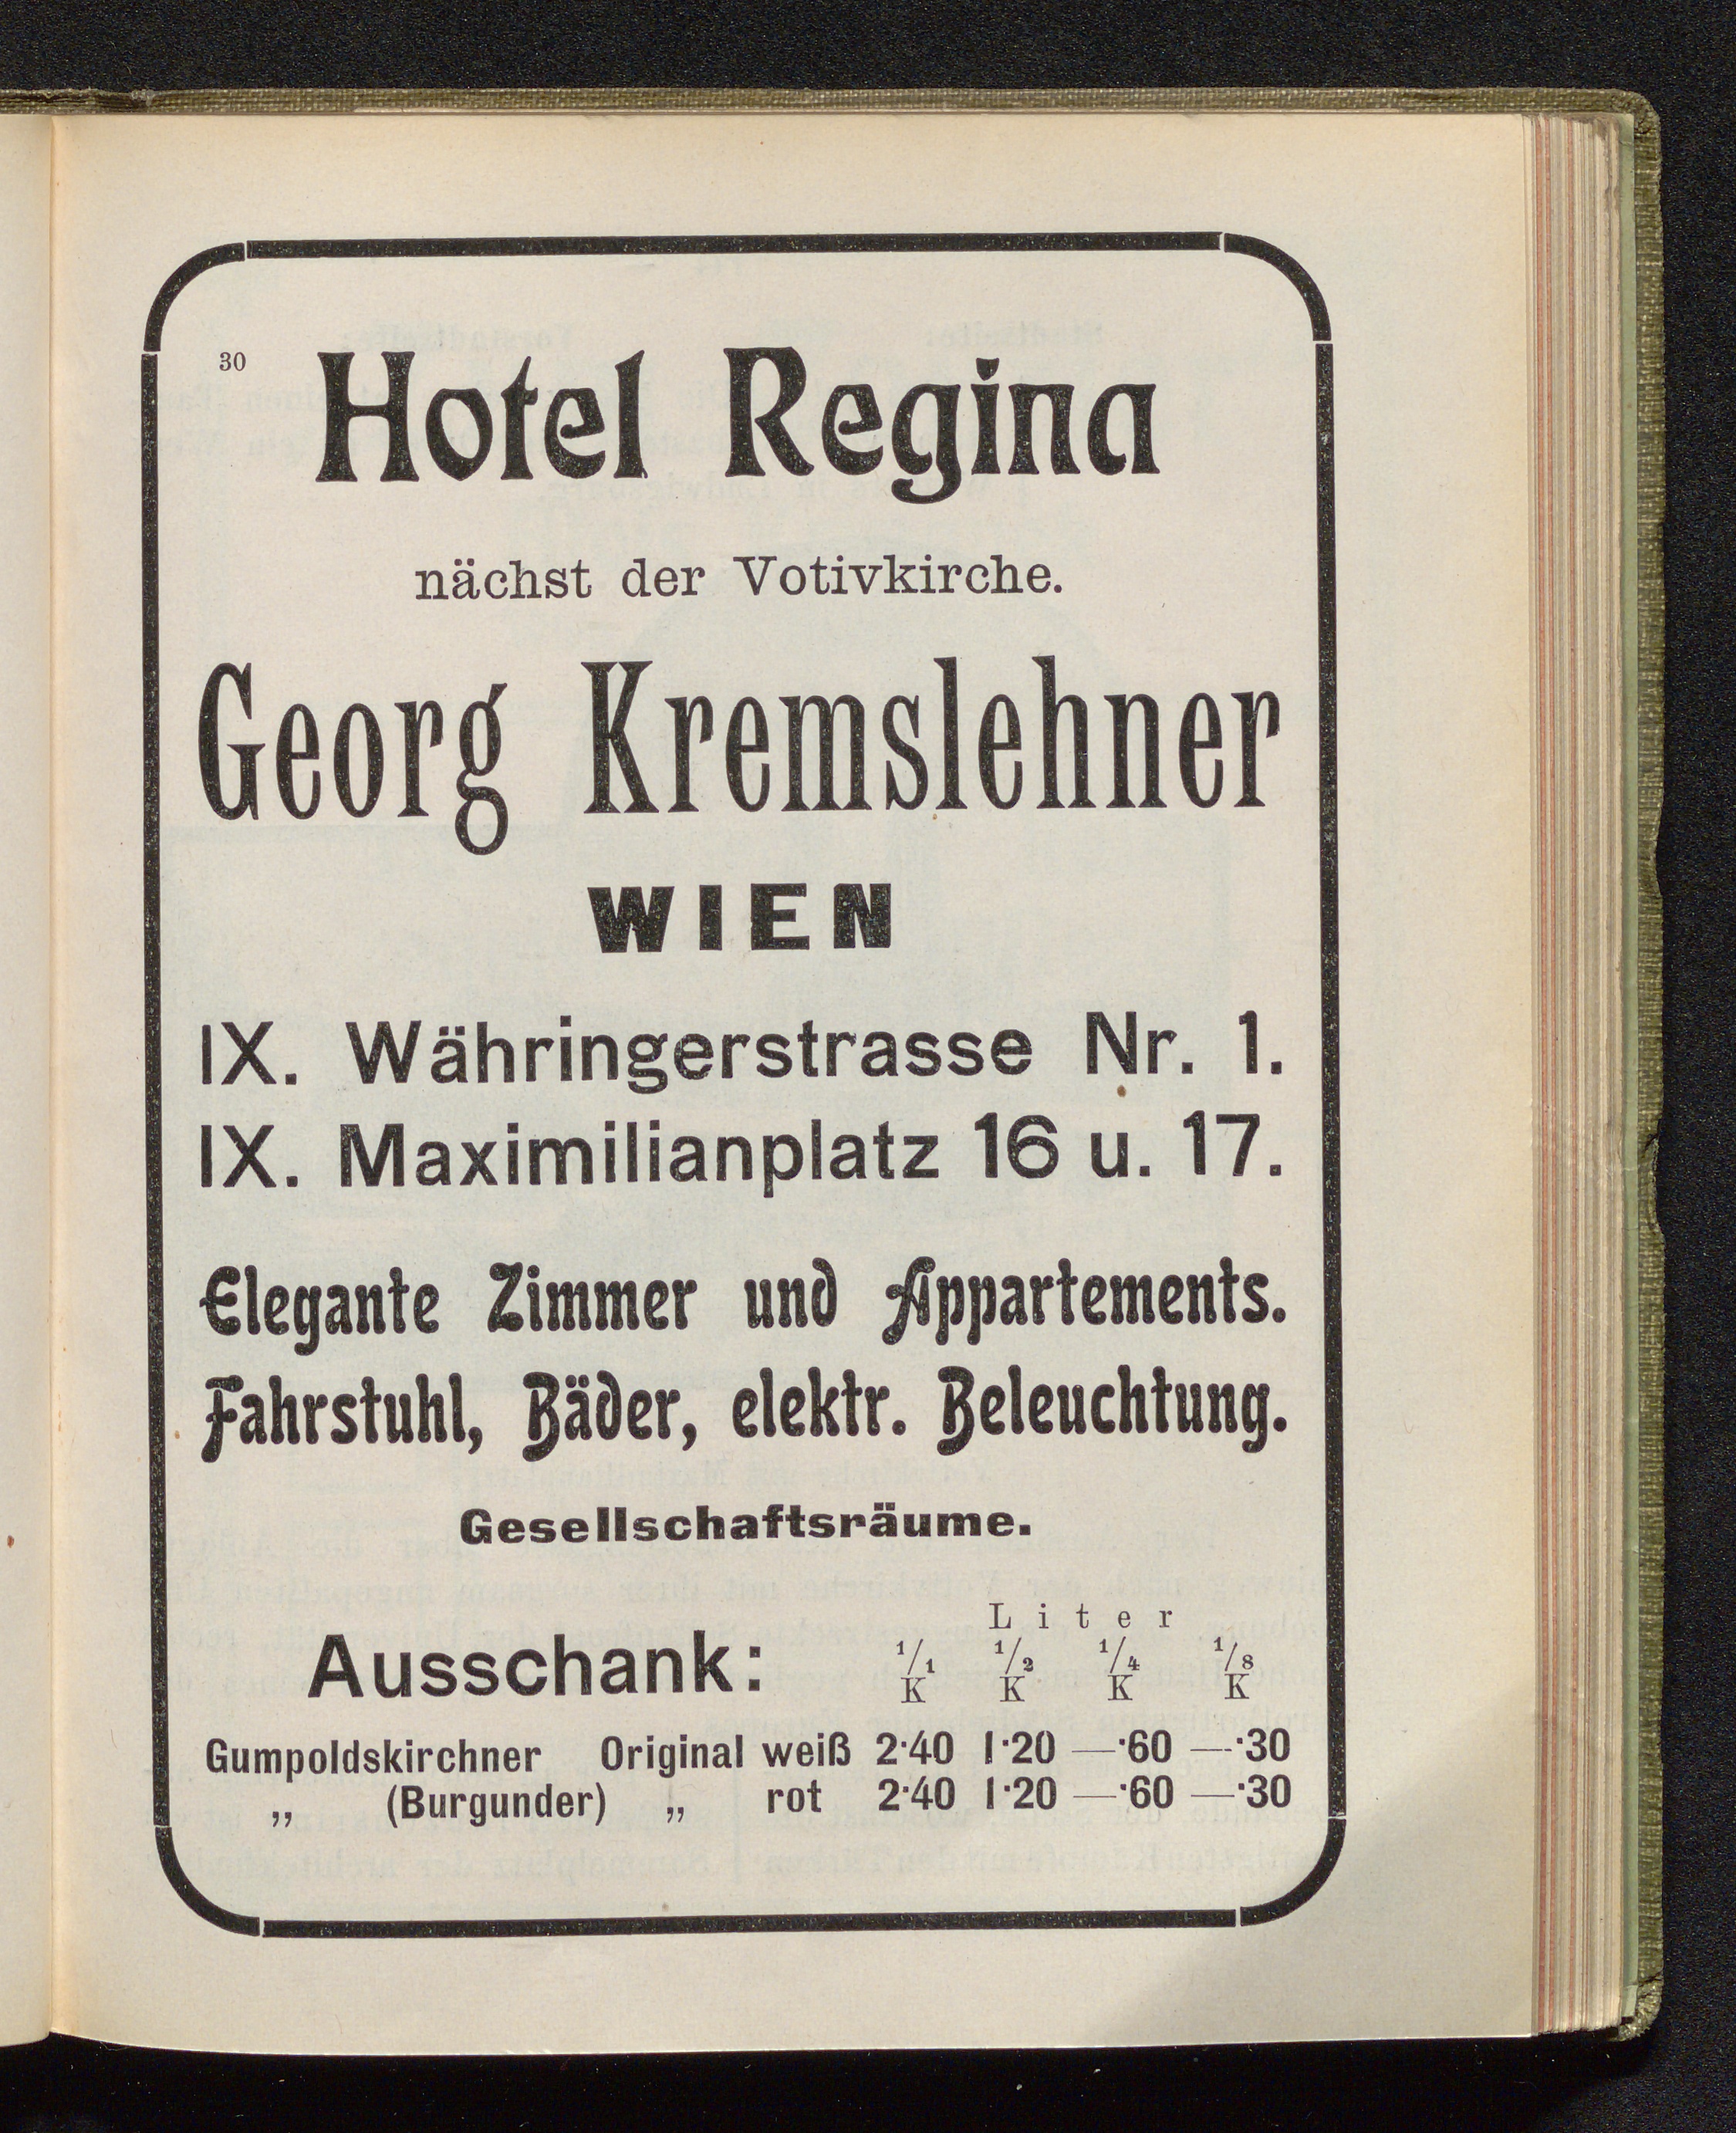 30
Hotel Regina
nächst der Votivkirche.
Georg Kremslehner
WIEN
IX. Währingerstrasse Nr. 1.
IX. Maximilianplatz 16 u. 17.
Elegante Zimmer und Appartements.
Fahrstuhl, Bäder, elektr. Beleuchtung.
Gesellschaftsräume.
Liter
Ausschank: 1/1 1/2 1/4 1/8
K K K K
Gumpoldskirchner Original weiß 2·40 1·20 —·60 —·30
„ (Burgunder) „ rot 2·40 1·20 —·60 —·30